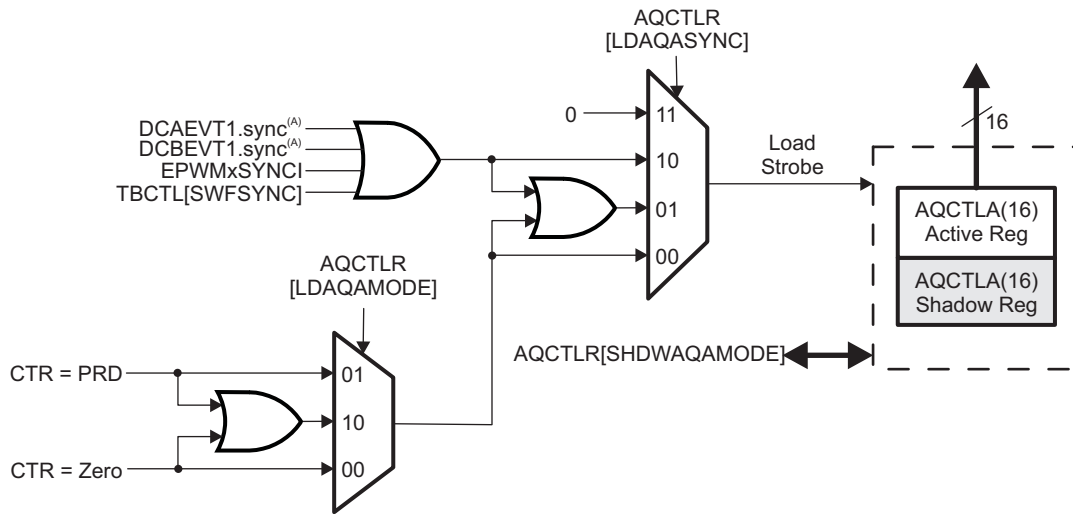 AQCTLR
[LDAQASYNC]
0
11
16
DCAEVT1.sync(A)
DCBEVT1.sync(A)
EPWMxSYNCI
TBCTL[SWFSYNC]
10
Load
Strobe
01
AQCTLA(16)
Active Reg
00
AQCTLR
[LDAQAMODE]
AQCTLA(16)
Shadow Reg
AQCTLR[SHDWAQAMODE]
CTR = PRD
01
10
CTR = Zero
00